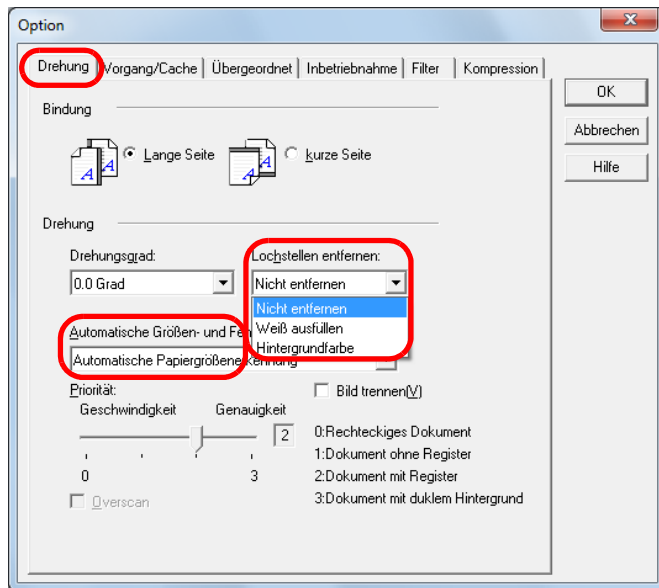 Option
Drehung Vorgang/Cache Übergeordnet Inbetriebnahme Filter Kompression
OK
Abbrechen
Hilfe
Bindung
A A Lange Seite A A kurze Seite
Drehung
Drehungsgrad: Lochstellen entfernen:
0.0 Grad Nicht entfernen
Nicht entfernen
Weiß ausfüllen
Hintergrundfarbe
Automatische Größen- und
Automatische Papiergrößenerkennung
Priorität: Bild trennen(V)
Geschwindigkeit Genauigkeit
2
0 3
0:Rechteckiges Dokument
1:Dokument ohne Register
2:Dokument mit Register
3:Dokument mit duklem Hintergrund
Overscan